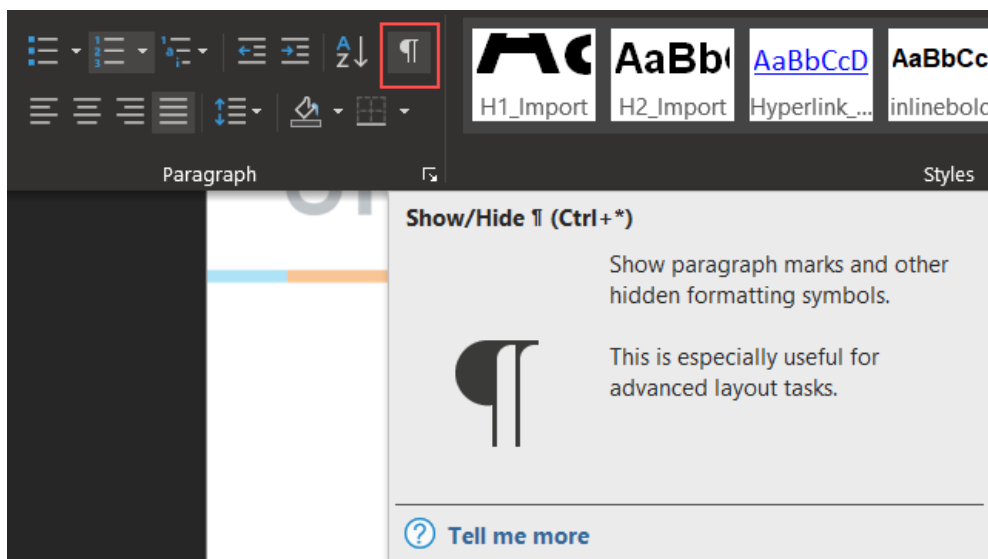 ¶
AaBb
AaBbCcD
AaBbCc
H1_Import
H2_Import
Hyperlink_...
inlinebold
Paragraph
Styles
Show/Hide ¶ (Ctrl+*)
Show paragraph marks and other
hidden formatting symbols.
This is especially useful for
advanced layout tasks.
¶
Tell me more